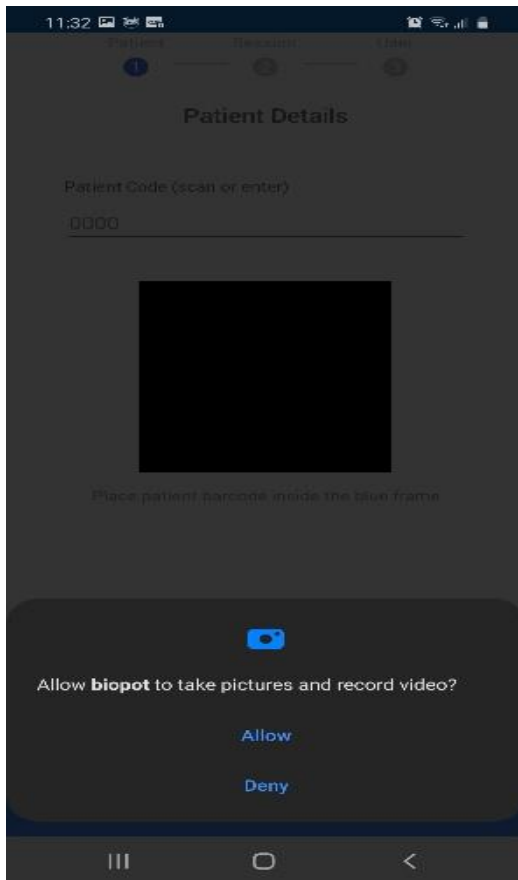 11:32
Patient Session User
1 2 3
Patient Details
Patient Code (scan or enter)
0000
Place patient barcode inside the blue frame
Allow biopot to take pictures and record video?
Allow
Deny